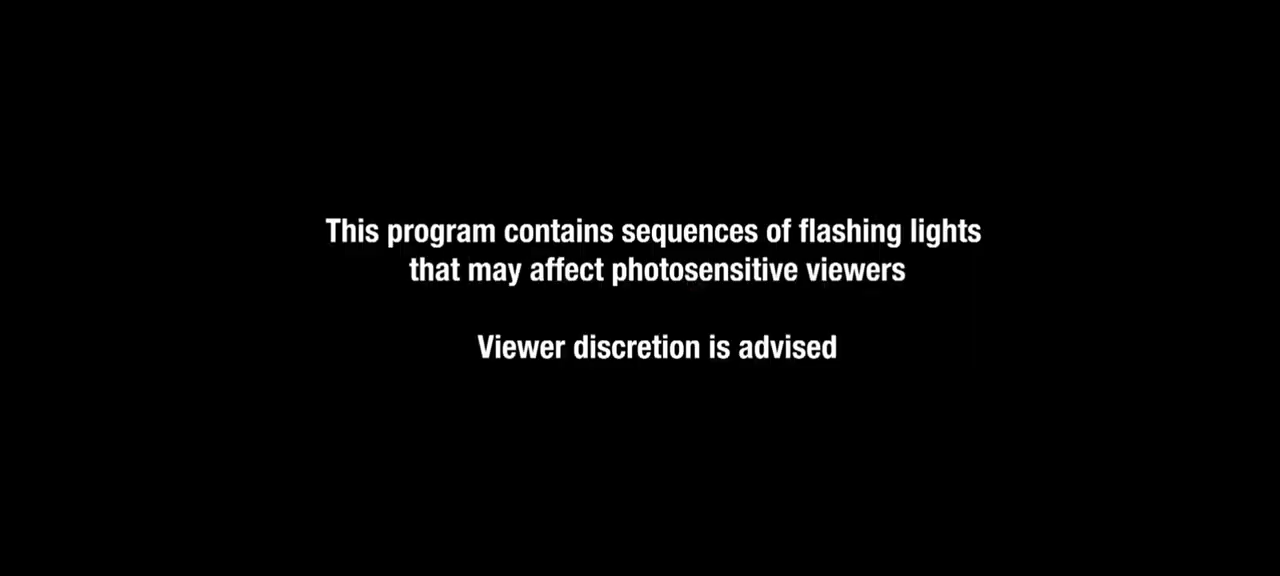 This program contains sequences of flashing lights
that may affect photosensitive viewers
Viewer discretion is advised